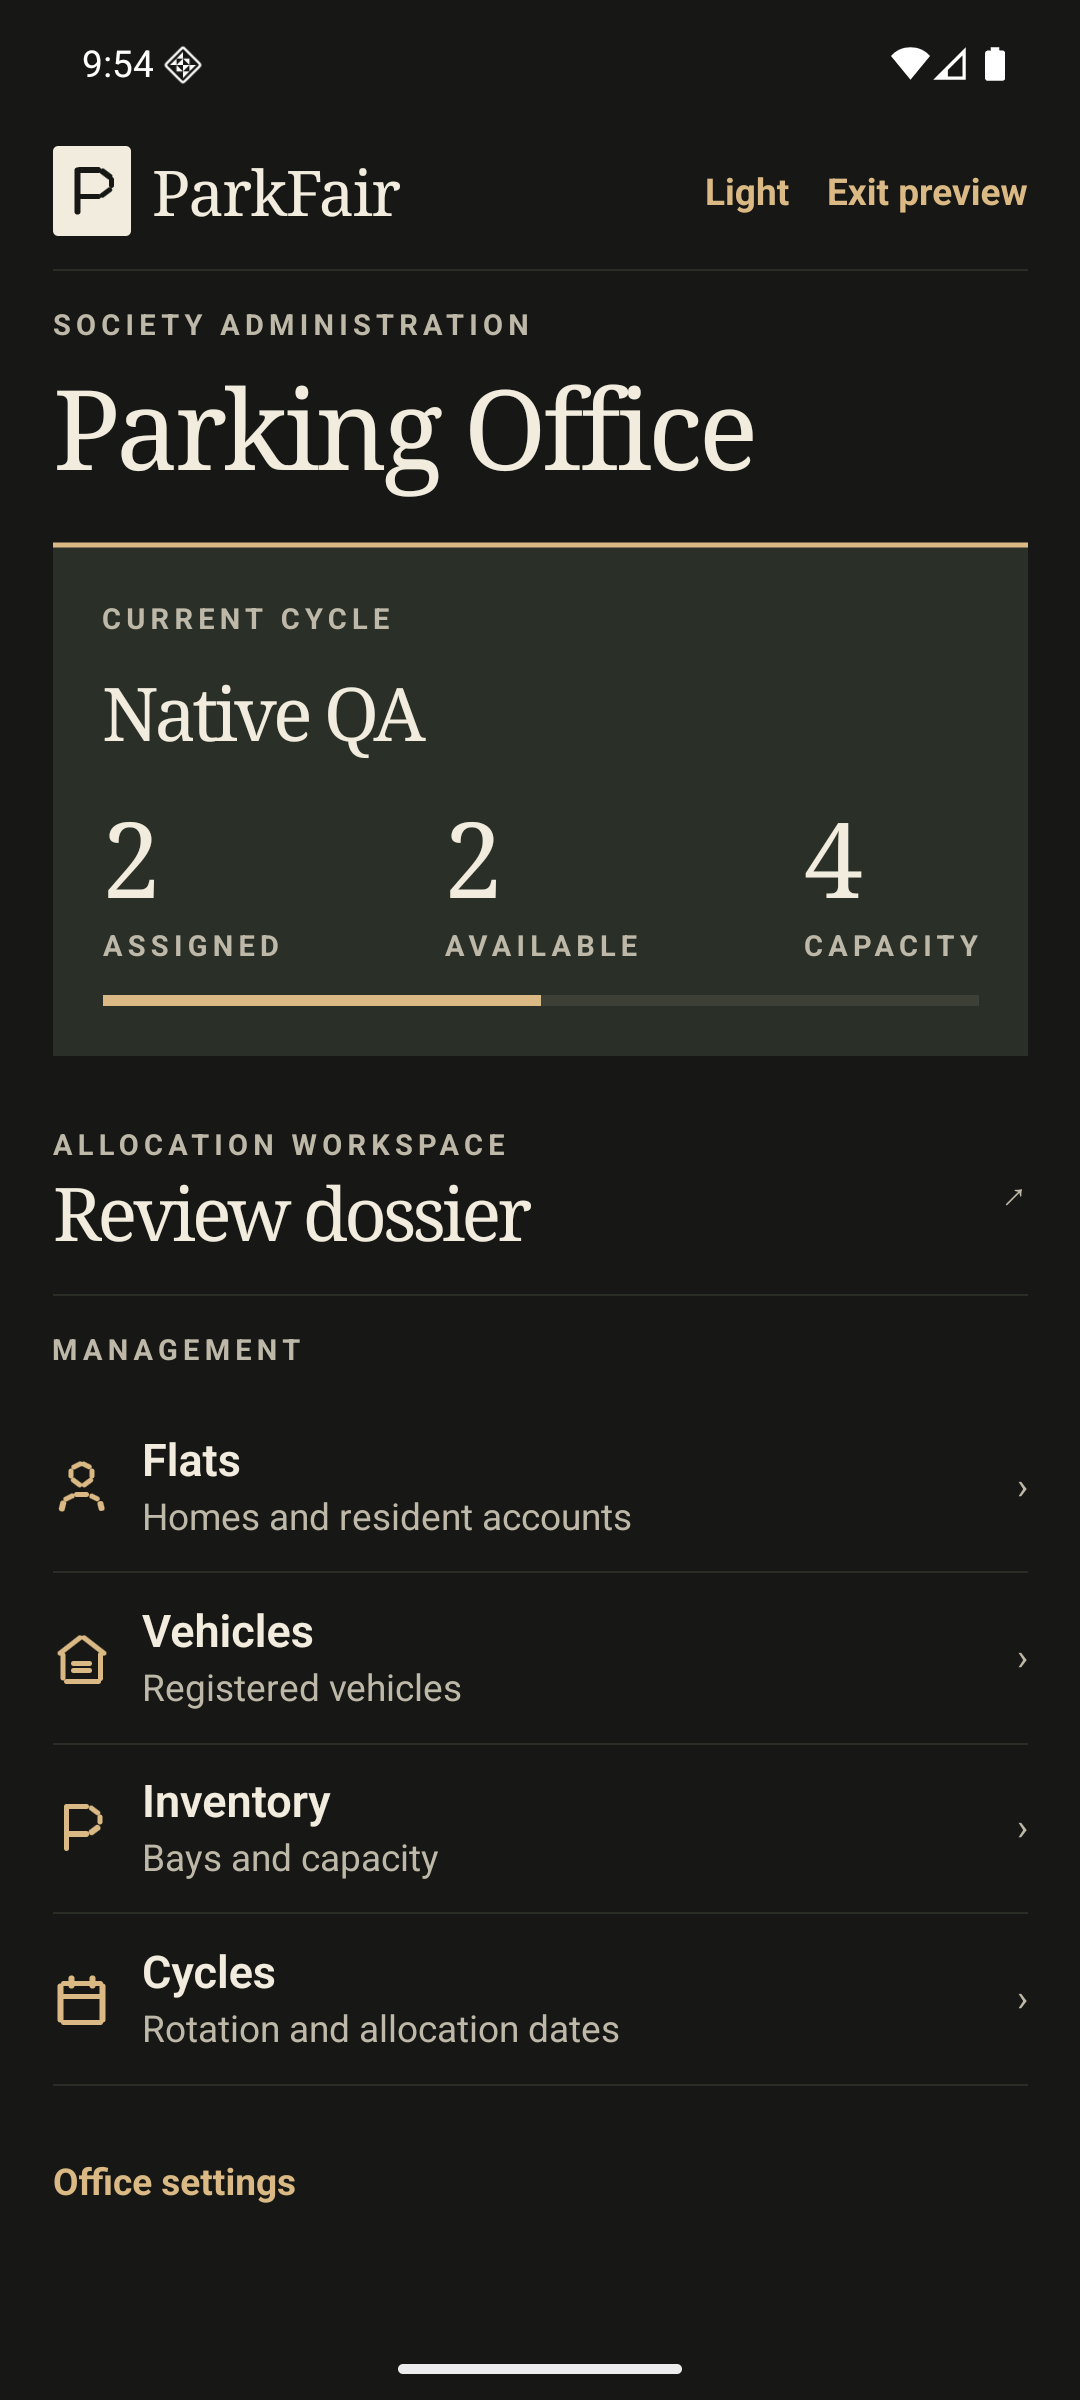 9:54
P ParkFair
Light Exit preview
SOCIETY ADMINISTRATION
Parking Office
CURRENT CYCLE
Native QA
2 2 4
ASSIGNED AVAILABLE CAPACITY
ALLOCATION WORKSPACE
Review dossier ↗
MANAGEMENT
Flats
Homes and resident accounts ›
Vehicles
Registered vehicles ›
P Inventory
Bays and capacity ›
Cycles
Rotation and allocation dates ›
Office settings